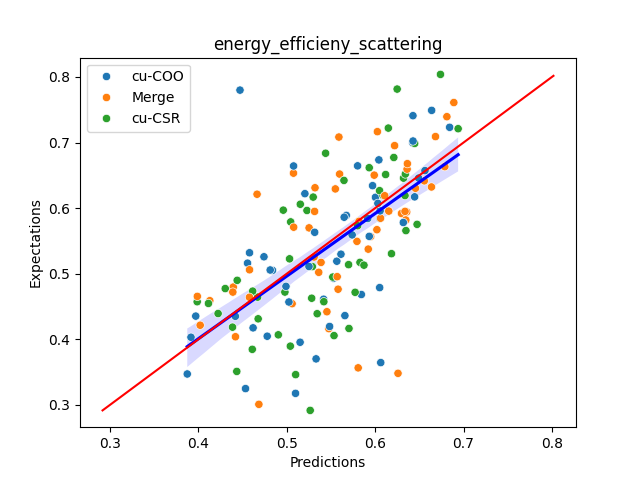 energy_efficieny_scattering
cu-COO
Merge
cu-CSR
Expectations
0.8
0.7
0.6
0.5
0.4
0.3
0.3 0.4 0.5 0.6 0.7 0.8
Predictions